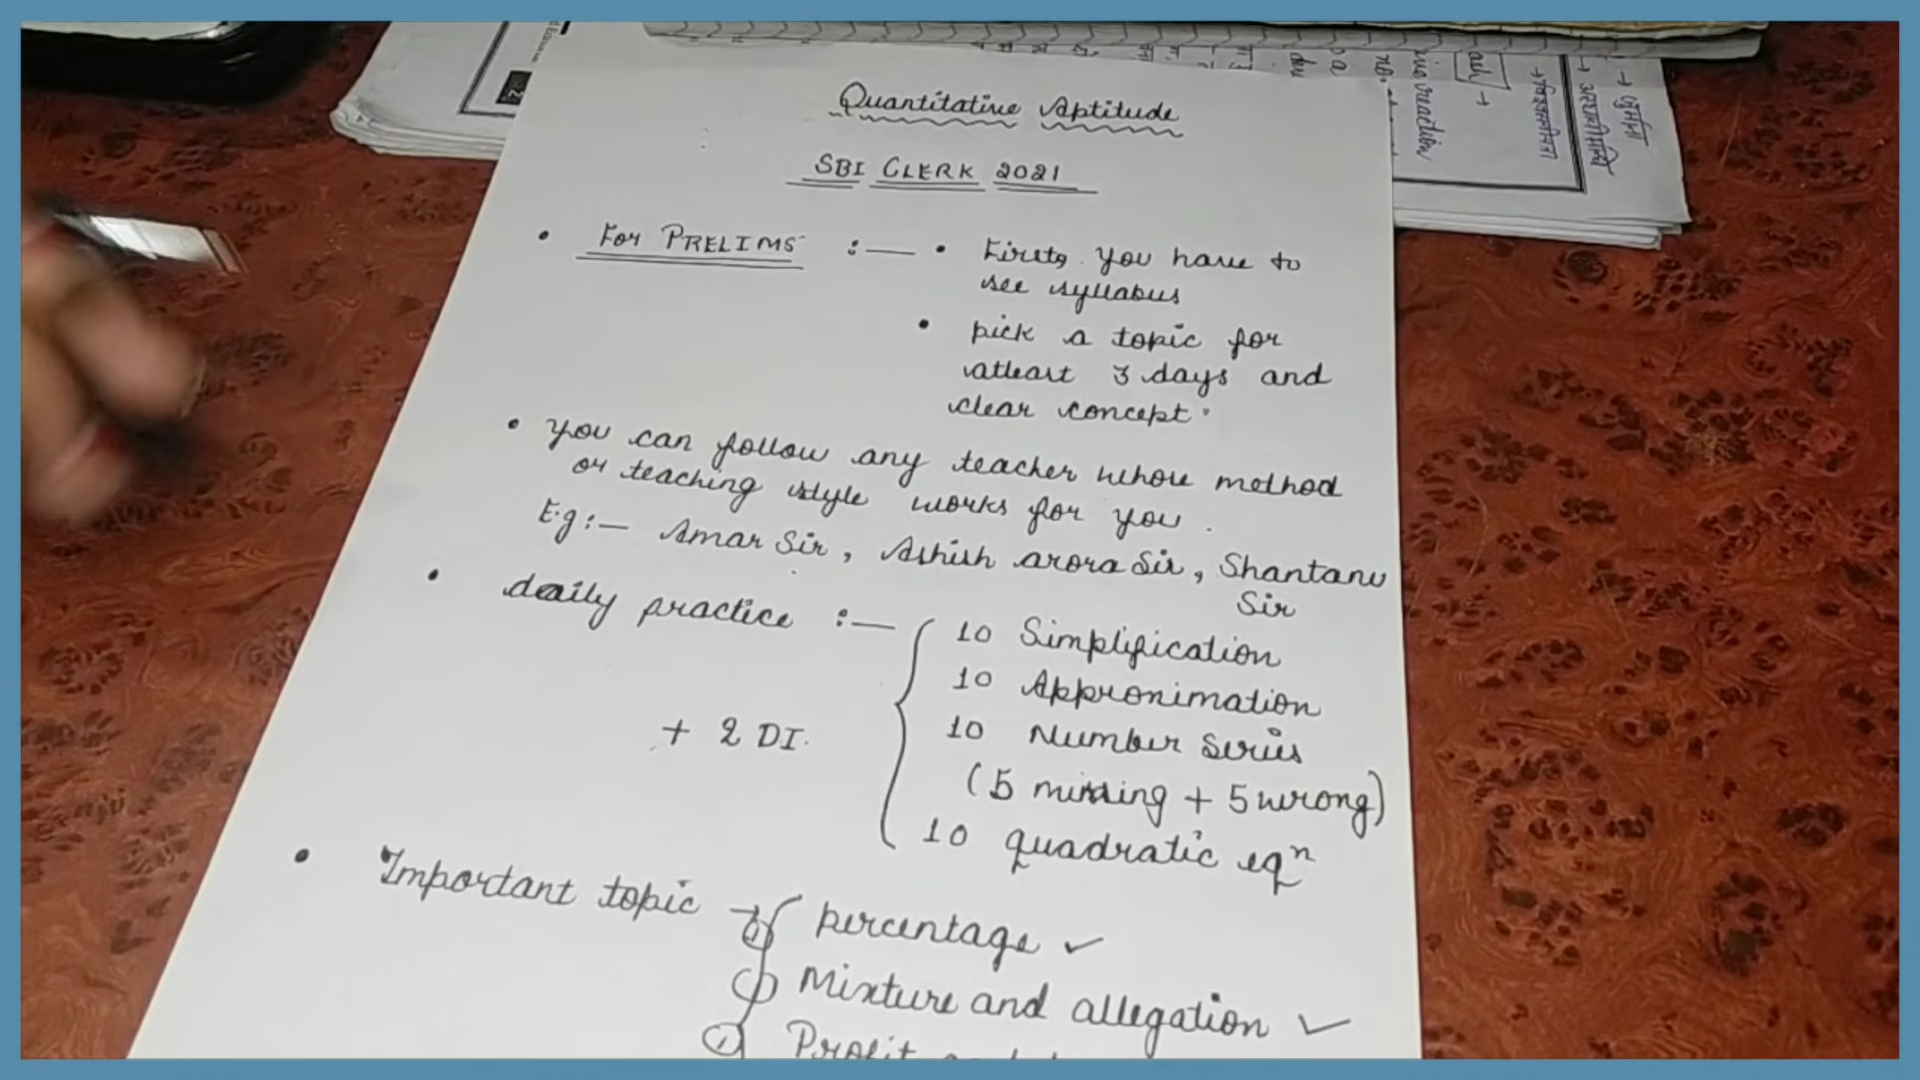 Quantitative Aptitude
SBI CLERK 2021
• For PRELIMS :— • Firstly you have to
see syllabus
• pick a topic for
atleast 3 days and
clear concept.
• you can follow any teacher whose method
or teaching style works for you.
E.g :— Amar Sir, Ashish arora Sir, Shantanu
Sir
• daily practice :— { 10 Simplification
10 Approximation
+ 2 DI.
10 Number Series
(5 missing + 5 wrong)
10 quadratic eqⁿ
• Important topic → percentage ✓
Mixture and allegation ✓
Profit